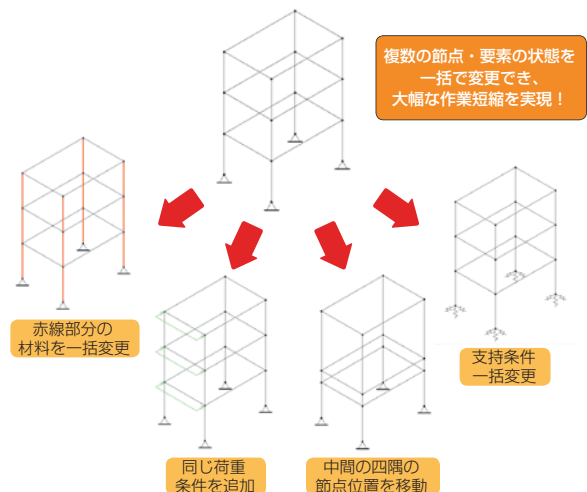 複数の節点・要素の状態を
一括で変更でき、
大幅な作業短縮を実現！
赤線部分の
材料を一括変更
支持条件
一括変更
同じ荷重
条件を追加
中間の四隅の
節点位置を移動